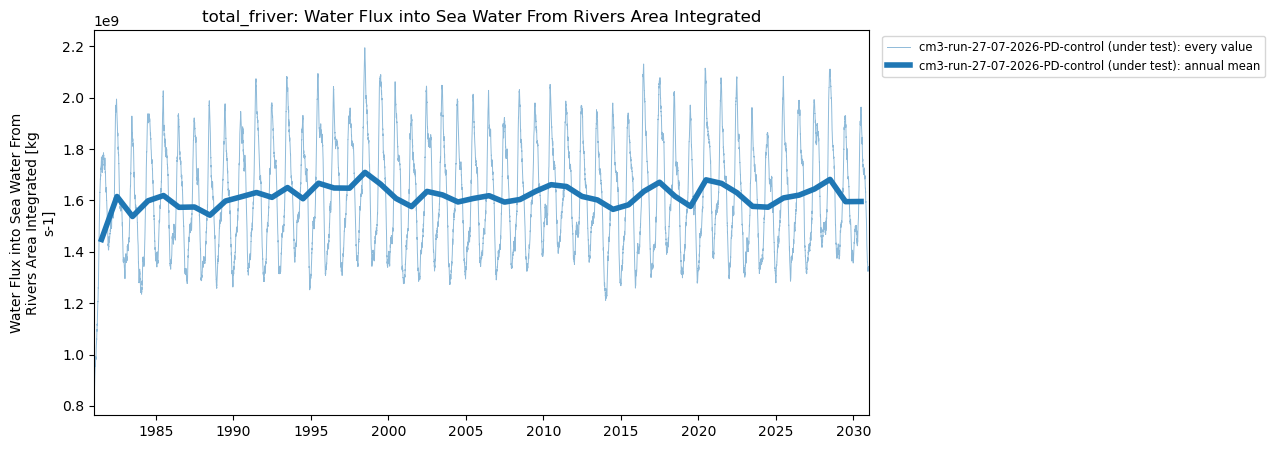 total_friver: Water Flux into Sea Water From Rivers Area Integrated
1e9
Water Flux into Sea Water From
Rivers Area Integrated [kg
s-1]
2.2
2.0
1.8
1.6
1.4
1.2
1.0
0.8
1985
1990
1995
2000
2005
2010
2015
2020
2025
2030
cm3-run-27-07-2026-PD-control (under test): every value
cm3-run-27-07-2026-PD-control (under test): annual mean